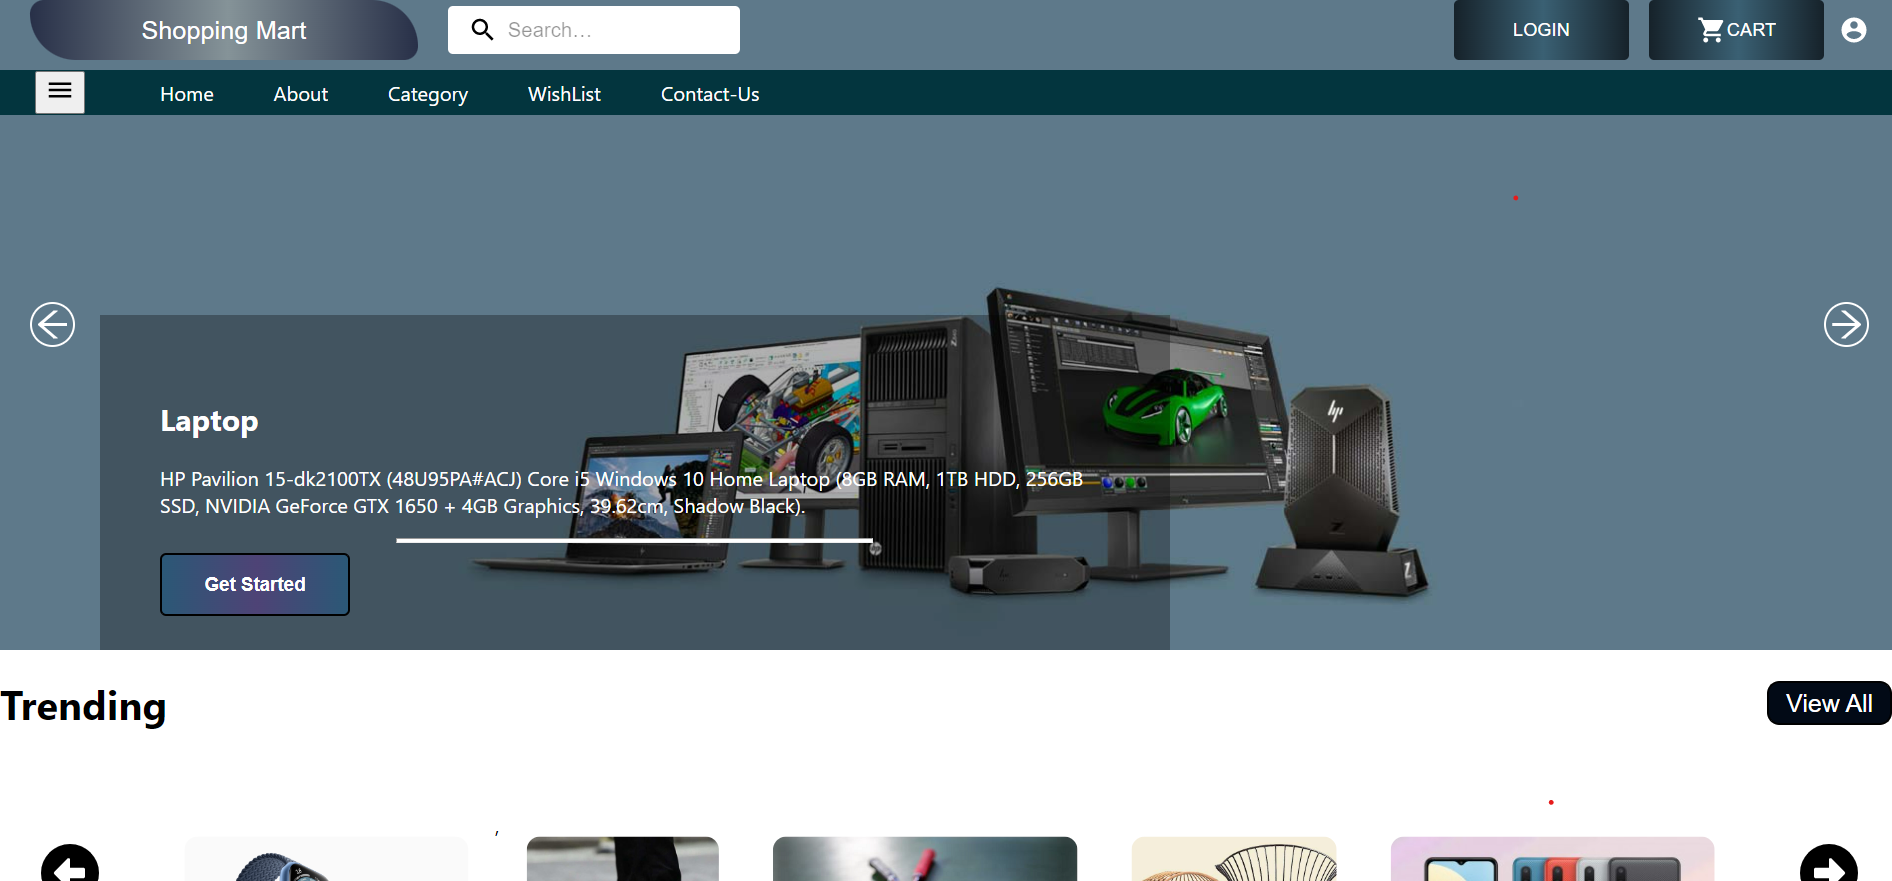 Shopping Mart
Search…
LOGIN
CART
Home
About
Category
WishList
Contact-Us
Laptop
HP Pavilion 15-dk2100TX (48U95PA#ACJ) Core i5 Windows 10 Home Laptop (8GB RAM, 1TB HDD, 256GB
SSD, NVIDIA GeForce GTX 1650 + 4GB Graphics, 39.62cm, Shadow Black).
Get Started
hp
Z
Trending
View All